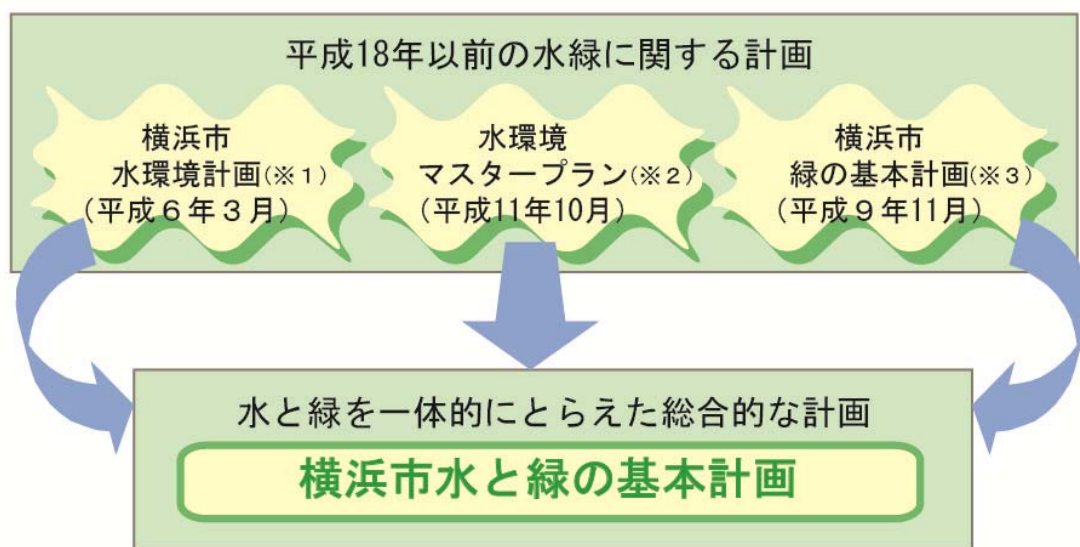 平成18年以前の水緑に関する計画
横浜市
水環境計画(※1)
(平成6年3月)
水環境
マスタープラン(※2)
(平成11年10月)
横浜市
緑の基本計画(※3)
(平成9年11月)
水と緑を一体的にとらえた総合的な計画
横浜市水と緑の基本計画